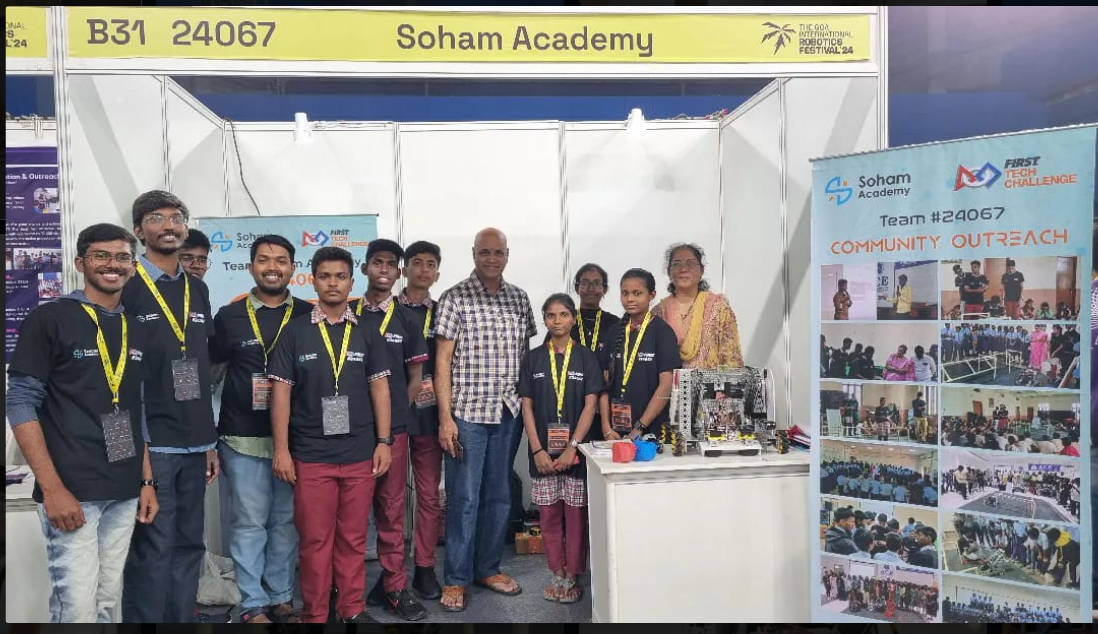 B31 24067
Soham Academy
THE GOA
INTERNATIONAL
ROBOTICS
FESTIVAL'24
Soham
Academy
FIRST
TECH
CHALLENGE
Team #24067
COMMUNITY OUTREACH
Soham
Academy
FIRST
TECH
CHALLENGE